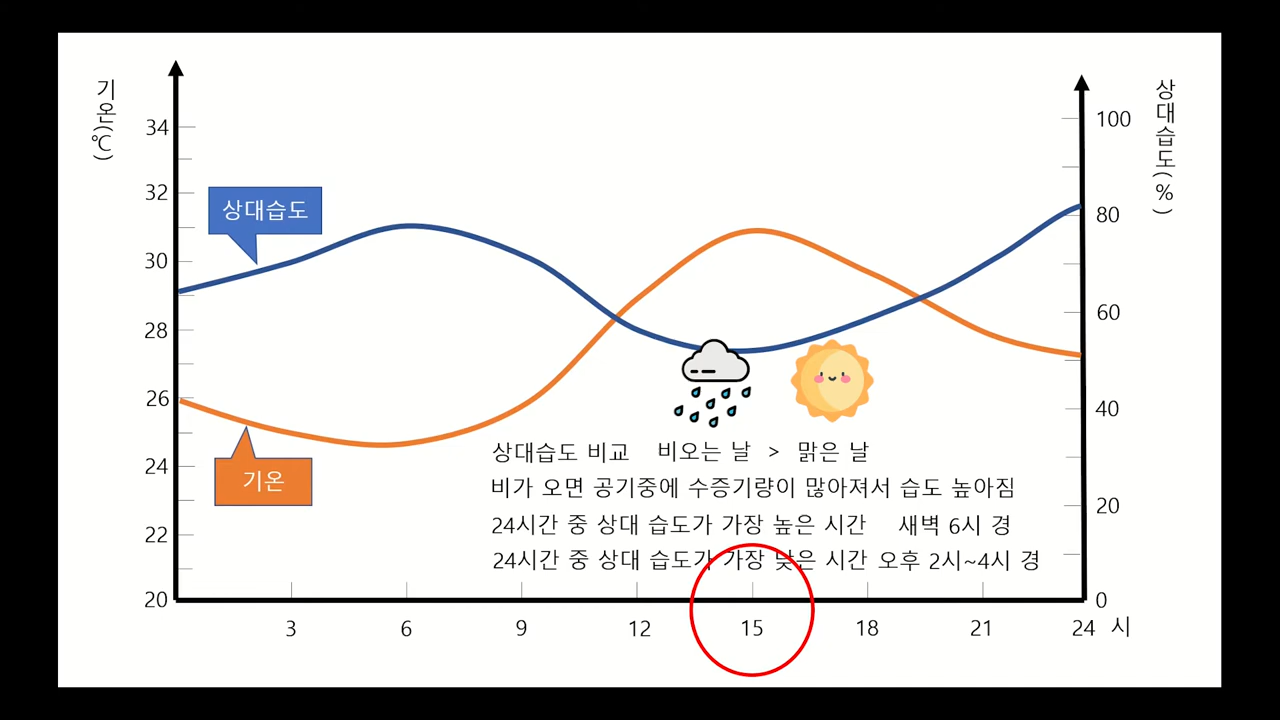 기온(℃)
상대습도(%)
34
32
30
28
26
24
22
20
100
80
60
40
20
0
상대습도
기온
상대습도 비교 비오는 날 > 맑은 날
비가 오면 공기중에 수증기량이 많아져서 습도 높아짐
24시간 중 상대 습도가 가장 높은 시간 새벽 6시 경
24시간 중 상대 습도가 가장 낮은 시간 오후 2시~4시 경
3 6 9 12 15 18 21 24 시